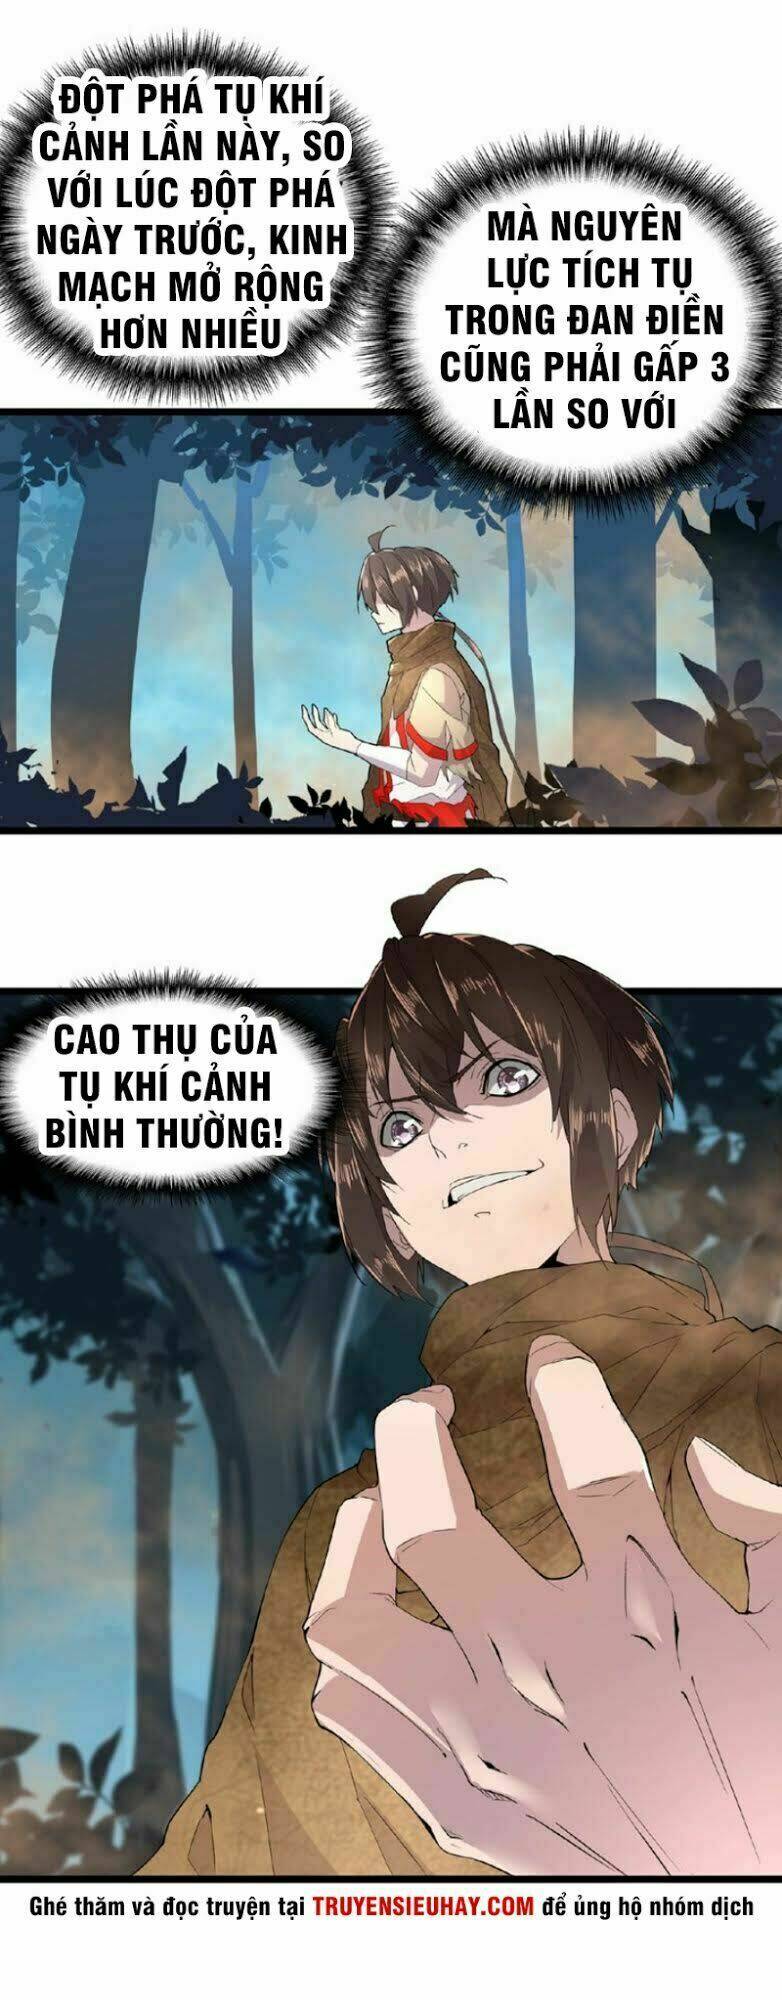 ĐỘT PHÁ TỤ KHÍ
CẢNH LẦN NÀY, SO
VỚI LÚC ĐỘT PHÁ
NGÀY TRƯỚC, KINH
MẠCH MỞ RỘNG
HƠN NHIỀU
MÀ NGUYÊN
LỰC TÍCH TỤ
TRONG ĐAN ĐIỀN
CŨNG PHẢI GẤP 3
LẦN SO VỚI
CAO THỤ CỦA
TỤ KHÍ CẢNH
BÌNH THƯỜNG!
Ghé thăm và đọc truyện tại TRUYENSIEUHAY.COM để ủng hộ nhóm dịch